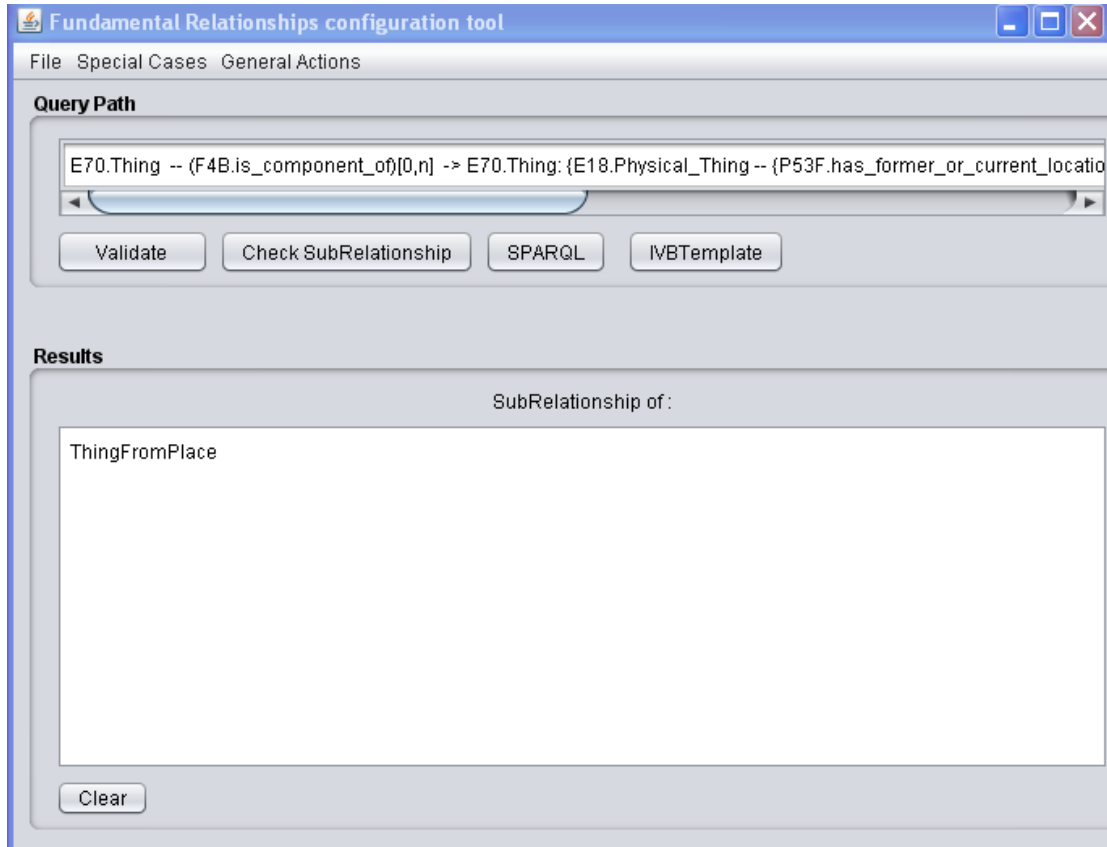 Fundamental Relationships configuration tool
File Special Cases General Actions
Query Path
E70.Thing -- (F4B.is_component_of)[0,n] -> E70.Thing: {E18.Physical_Thing -- {P53F.has_former_or_current_locatio
Validate Check SubRelationship SPARQL IVBTemplate
Results
SubRelationship of :
ThingFromPlace
Clear